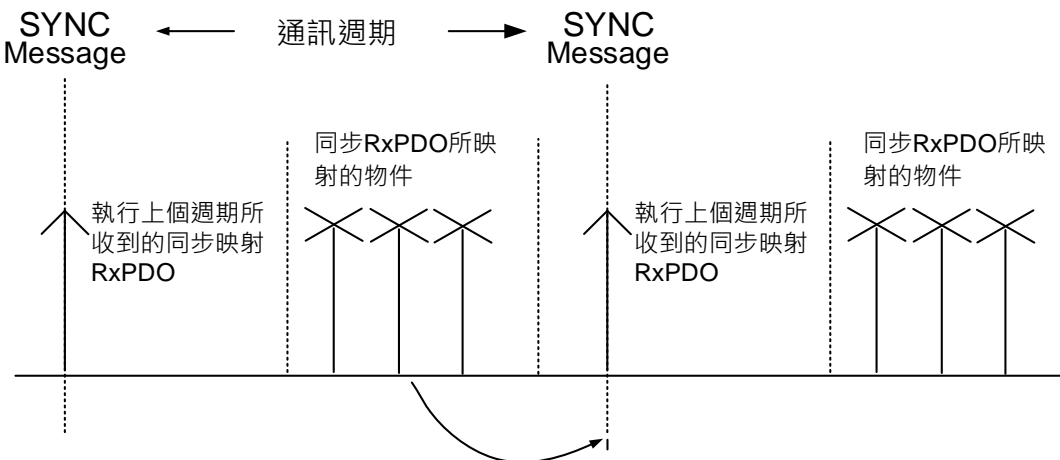 SYNC
Message
通訊週期
SYNC
Message
同步RxPDO所映
射的物件
同步RxPDO所映
射的物件
執行上個週期所
收到的同步映射
RxPDO
執行上個週期所
收到的同步映射
RxPDO